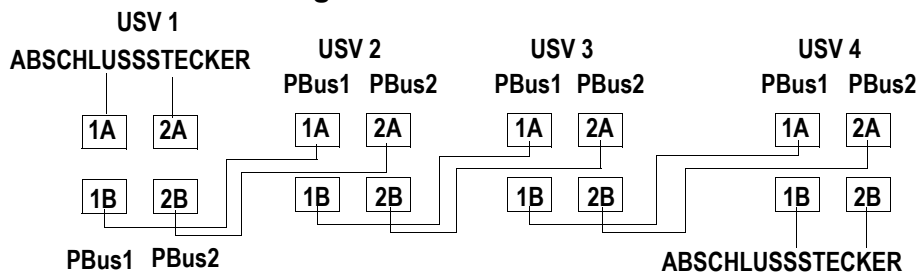 USV 1
ABSCHLUSSSTECKER
USV 2
USV 3
USV 4
PBus1 PBus2
PBus1 PBus2
PBus1 PBus2
1A 2A
1A 2A
1A 2A
1A 2A
1B 2B
1B 2B
1B 2B
1B 2B
PBus1 PBus2
ABSCHLUSSSTECKER